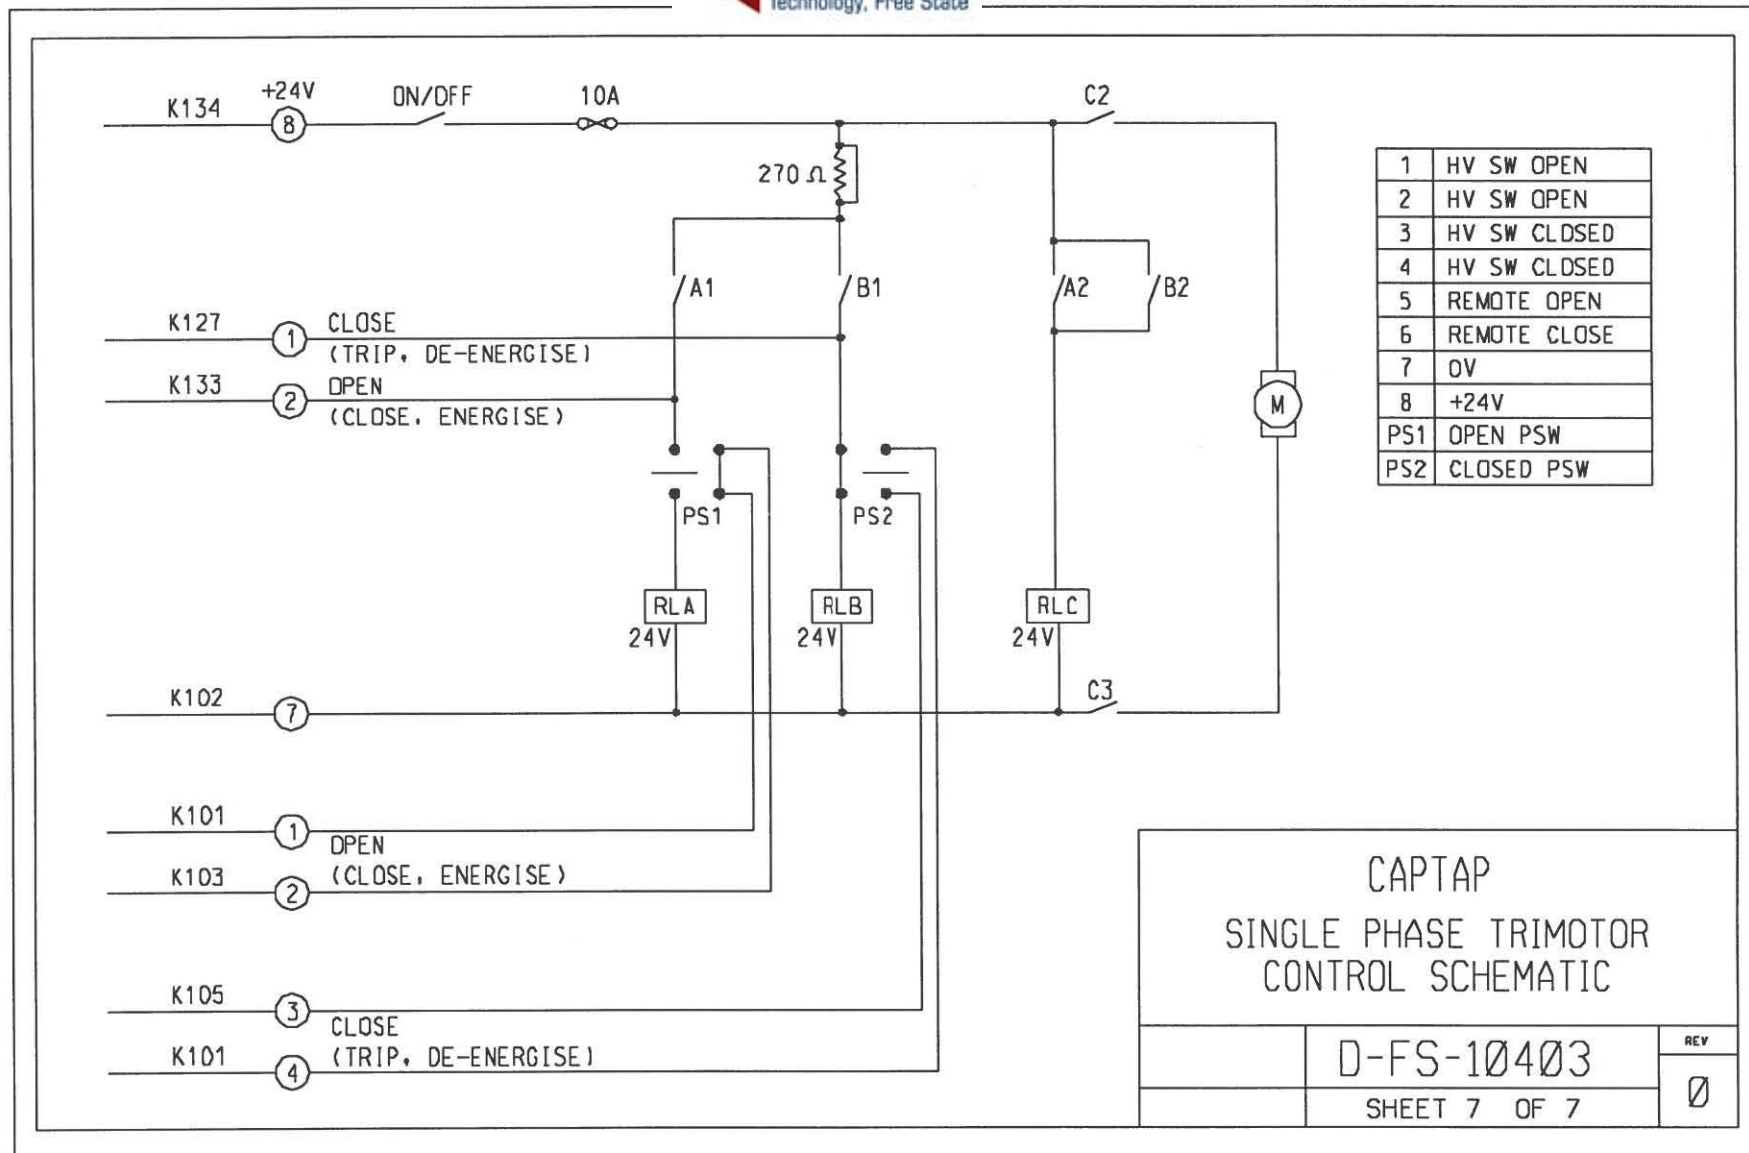 Technology, Free State
K134
+24V
8
ON/OFF
10A
C2
270 Ω
A1
B1
A2
B2
K127
1
CLOSE
(TRIP, DE-ENERGISE)
K133
2
OPEN
(CLOSE, ENERGISE)
M
PS1
PS2
RLA
24V
RLB
24V
RLC
24V
K102
7
C3
K101
1
OPEN
(CLOSE, ENERGISE)
K103
2
K105
3
CLOSE
(TRIP, DE-ENERGISE)
K101
4
1 HV SW OPEN
2 HV SW OPEN
3 HV SW CLOSED
4 HV SW CLOSED
5 REMOTE OPEN
6 REMOTE CLOSE
7 0V
8 +24V
PS1 OPEN PSW
PS2 CLOSED PSW
CAPTAP
SINGLE PHASE TRIMOTOR
CONTROL SCHEMATIC
D-FS-10403
SHEET 7 OF 7
REV
0